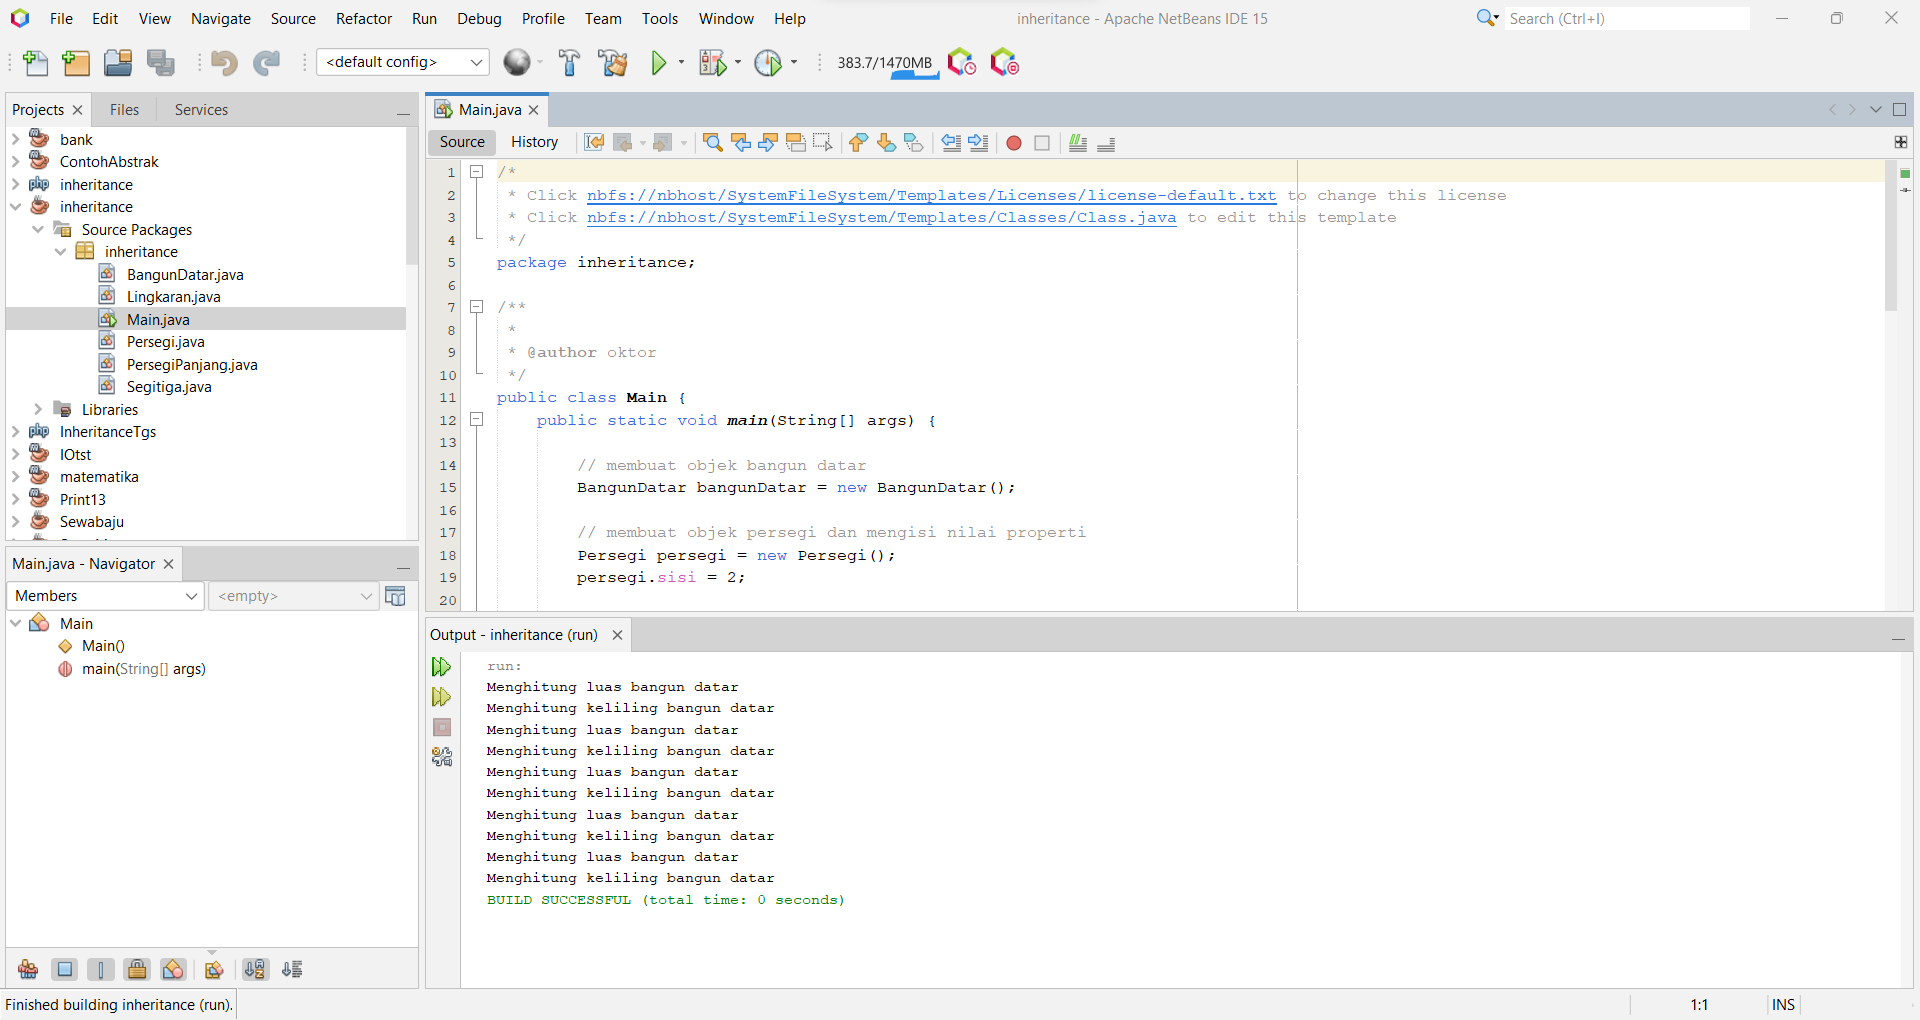 File Edit View Navigate Source Refactor Run Debug Profile Team Tools Window Help inheritance - Apache NetBeans IDE 15 Search (Ctrl+I)
<default config> 383.7/1470MB
Projects Files Services
bank
ContohAbstrak
php inheritance
inheritance
Source Packages
inheritance
BangunDatar.java
Lingkaran.java
Main.java
Persegi.java
PersegiPanjang.java
Segitiga.java
Libraries
php InheritanceTgs
IOtst
matematika
Print13
Sewabaju
Main.java - Navigator
Members <empty>
Main
Main()
main(String[] args)
Main.java
Source History
1 /*
2 * Click nbfs://nbhost/SystemFileSystem/Templates/Licenses/license-default.txt to change this license
3 * Click nbfs://nbhost/SystemFileSystem/Templates/Classes/Class.java to edit this template
4 */
5 package inheritance;
6
7 /**
8 *
9 * @author oktor
10 */
11 public class Main {
12 public static void main(String[] args) {
13
14 // membuat objek bangun datar
15 BangunDatar bangunDatar = new BangunDatar();
16
17 // membuat objek persegi dan mengisi nilai properti
18 Persegi persegi = new Persegi();
19 persegi.sisi = 2;
20
Output - inheritance (run)
run:
Menghitung luas bangun datar
Menghitung keliling bangun datar
Menghitung luas bangun datar
Menghitung keliling bangun datar
Menghitung luas bangun datar
Menghitung keliling bangun datar
Menghitung luas bangun datar
Menghitung keliling bangun datar
Menghitung luas bangun datar
Menghitung keliling bangun datar
BUILD SUCCESSFUL (total time: 0 seconds)
Finished building inheritance (run). 1:1 INS